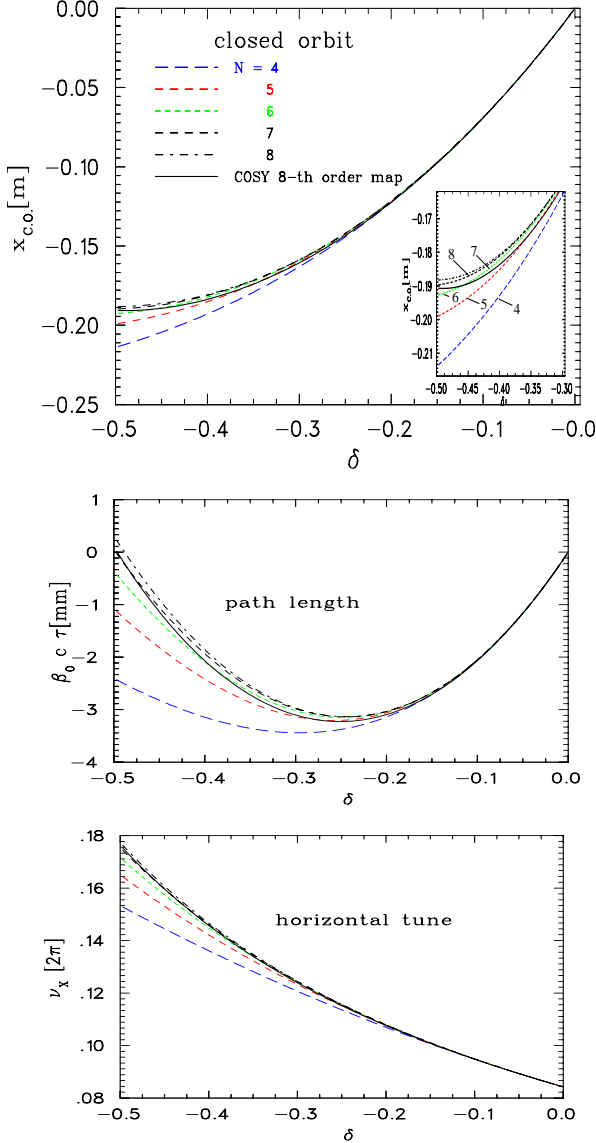 0.00
closed orbit
N = 4
5
6
7
8
COSY 8-th order map
−0.05
−0.10
−0.15
−0.20
−0.25
x_C.O.[m]
−0.5 −0.4 −0.3 −0.2 −0.1 −0.0
δ
−0.17
−0.18
−0.19
−0.20
−0.21
x_C.O.[m]
8 7
6 5 4
−0.50 −0.45 −0.40 −0.35 −0.30
δ
1
0
−1
−2
−3
−4
β₀ c τ[mm]
path length
−0.5 −0.4 −0.3 −0.2 −0.1 0.0
δ
.18
.16
.14
.12
.10
.08
ν_X [2π]
horizontal tune
−0.5 −0.4 −0.3 −0.2 −0.1 0.0
δ